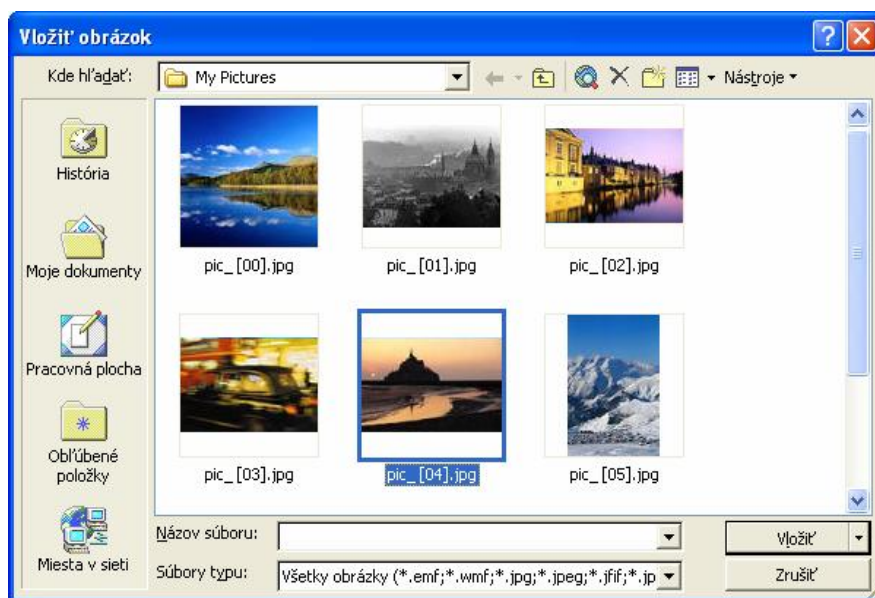 Vložiť obrázok
Kde hľadať:
My Pictures
Nástroje
História
Moje dokumenty
Pracovná plocha
Obľúbené
položky
Miesta v sieti
pic_[00].jpg
pic_[01].jpg
pic_[02].jpg
pic_[03].jpg
pic_[04].jpg
pic_[05].jpg
Názov súboru:
Vložiť
Súbory typu:
Všetky obrázky (*.emf;*.wmf;*.jpg;*.jpeg;*.jfif;*.jp
Zrušiť